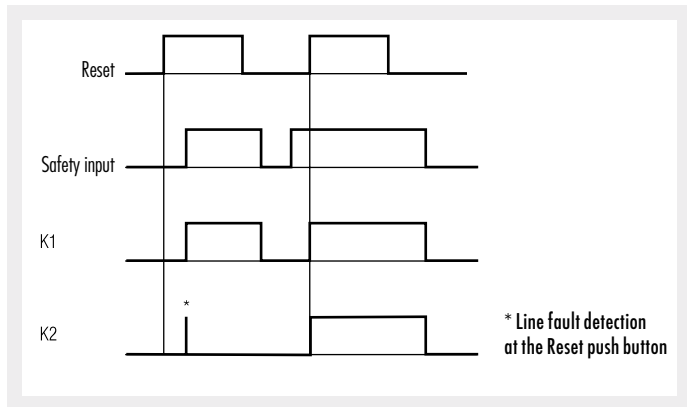 Reset
Safety input
K1
*
K2
* Line fault detection
at the Reset push button